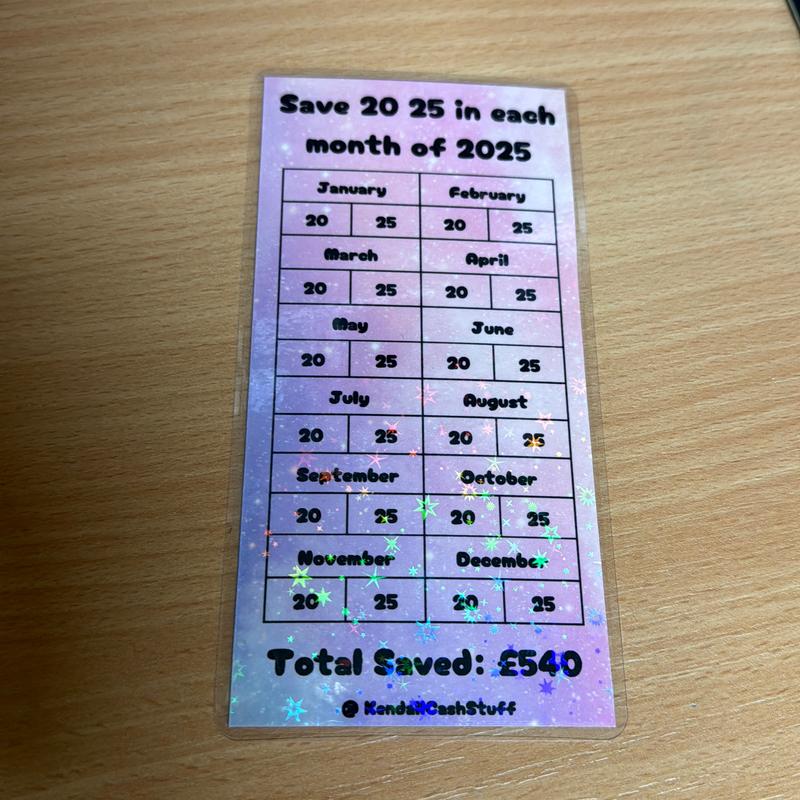 Save 20 25 in each
month of 2025
January February
20 25 20 25
March April
20 25 20 25
May June
20 25 20 25
July August
20 25 20 25
September October
20 25 20 25
November December
20 25 20 25
Total Saved: £540
@ KendallCashStuff